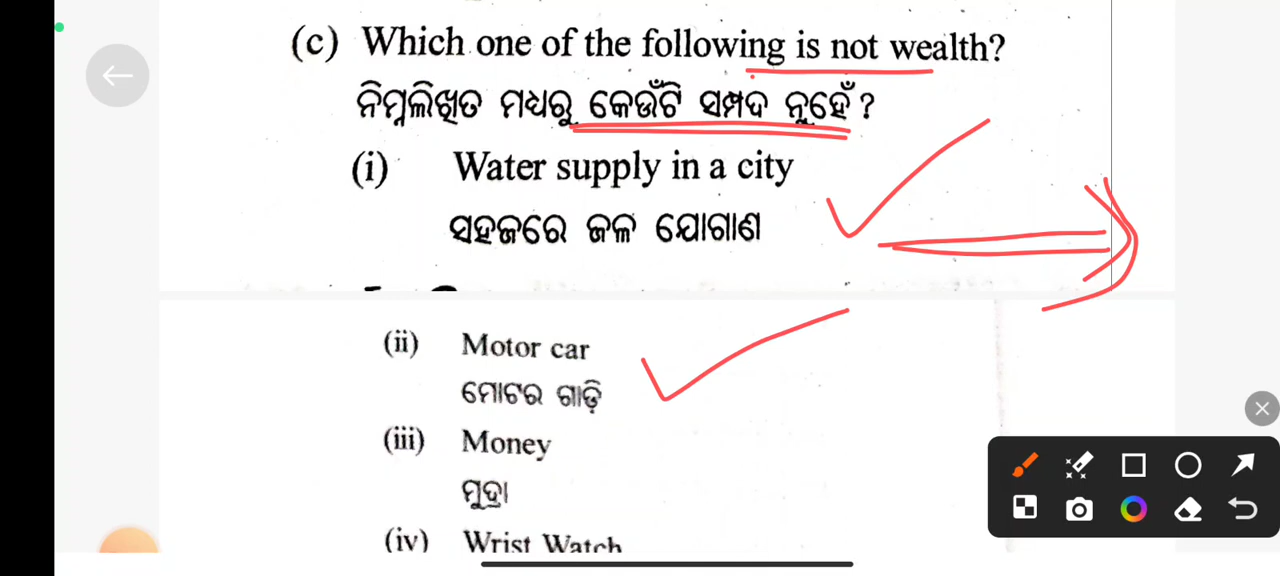 (c) Which one of the following is not wealth?
ନିମ୍ନଲିଖିତ ମଧ୍ୟରୁ କେଉଁଟି ସମ୍ପଦ ନୁହେଁ ?
(i) Water supply in a city
ସହଜରେ ଜଳ ଯୋଗାଣ
(ii) Motor car
ମୋଟର ଗାଡ଼ି
(iii) Money
ମୁଦ୍ରା
(iv) Wrist Watch